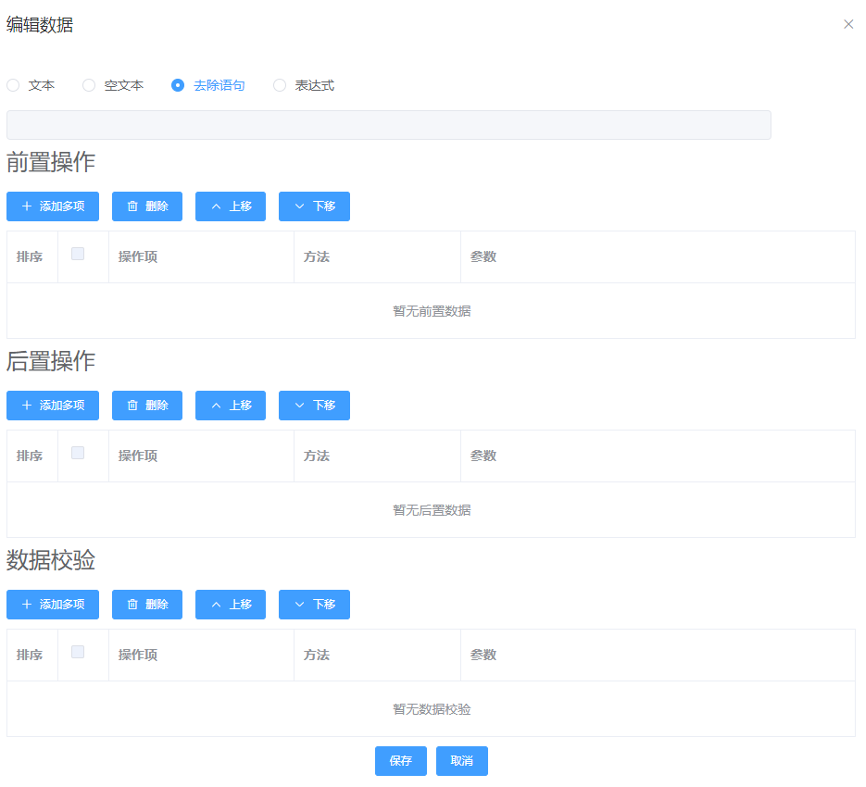 编辑数据
文本 空文本 去除语句 表达式
前置操作
添加多项 删除 上移 下移
排序 操作项 方法 参数
暂无前置数据
后置操作
添加多项 删除 上移 下移
排序 操作项 方法 参数
暂无后置数据
数据校验
添加多项 删除 上移 下移
排序 操作项 方法 参数
暂无数据校验
保存 取消